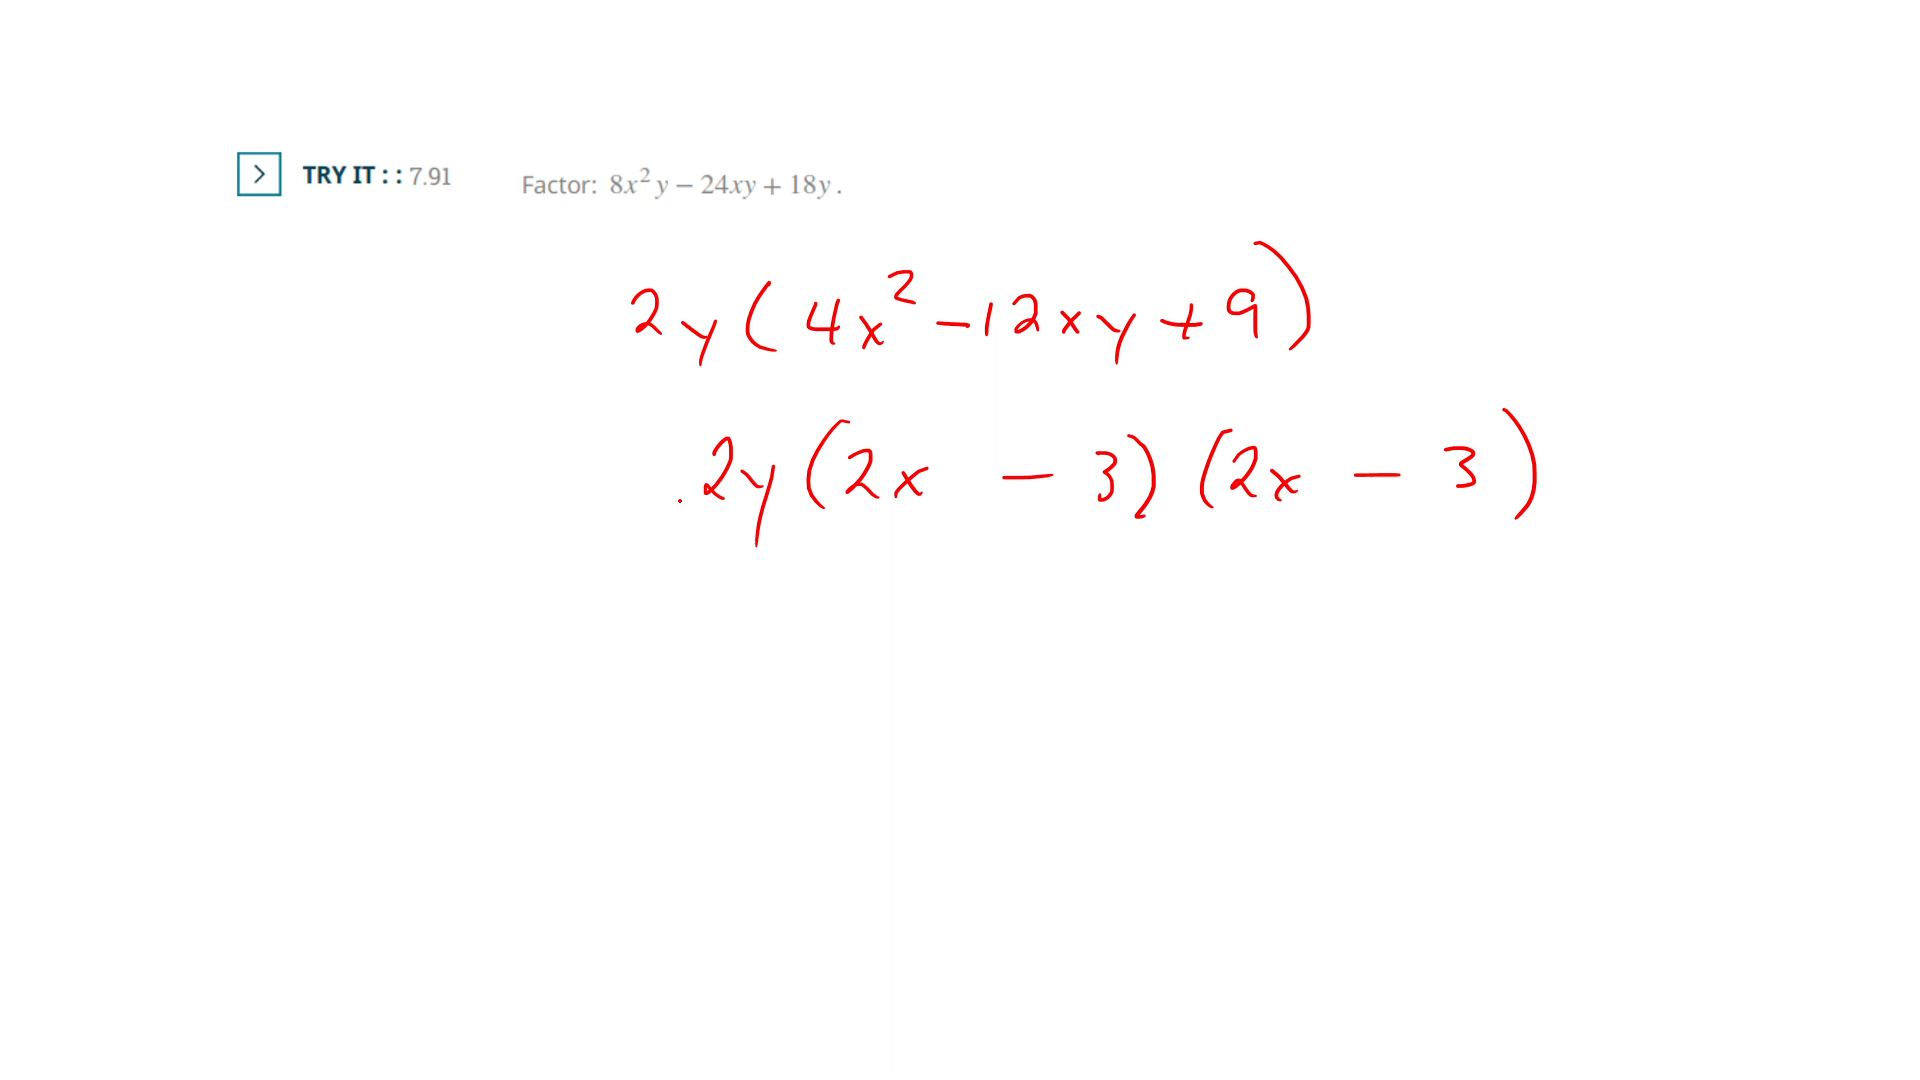 > TRY IT : : 7.91 Factor: 8x² y − 24xy + 18y .
2y(4x² −12xy+9)
. 2y(2x − 3)(2x − 3)